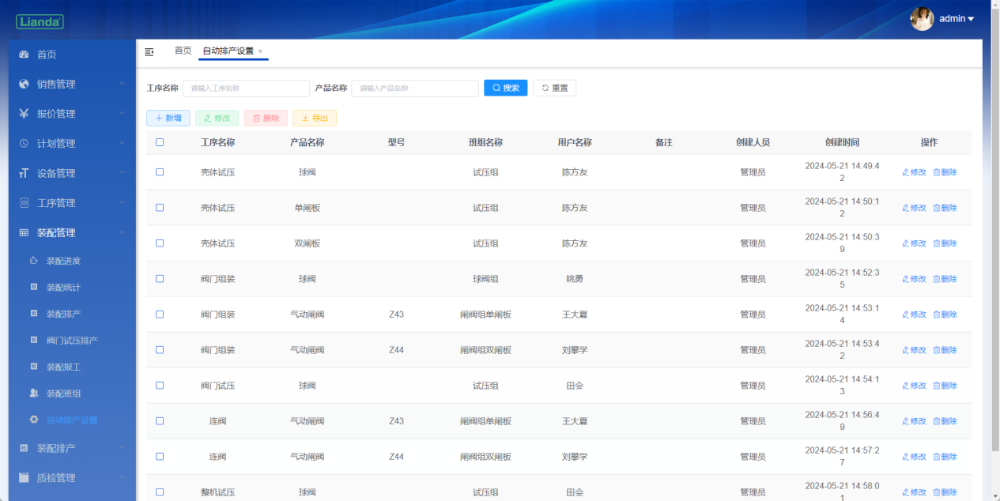 Lianda
admin
首页
销售管理
报价管理
计划管理
设备管理
工序管理
装配管理
装配进度
装配统计
装配排产
阀门试压排产
装配报工
装配班组
自动排产设置
装配排产
质检管理
首页 自动排产设置 ×
工序名称 请输入工序名称 产品名称 请输入产品名称 搜索 重置
+ 新增 修改 删除 导出
工序名称 产品名称 型号 班组名称 用户名称 备注 创建人员 创建时间 操作
壳体试压 球阀 试压组 陈方友 管理员 2024-05-21 14:49:4
2 修改 删除
壳体试压 单闸板 试压组 陈方友 管理员 2024-05-21 14:50:1
2 修改 删除
壳体试压 双闸板 试压组 陈方友 管理员 2024-05-21 14:50:3
9 修改 删除
阀门组装 球阀 球阀组 姚勇 管理员 2024-05-21 14:52:3
5 修改 删除
阀门组装 气动闸阀 Z43 闸阀组单闸板 王大夏 管理员 2024-05-21 14:53:1
4 修改 删除
阀门组装 气动闸阀 Z44 闸阀组双闸板 刘攀学 管理员 2024-05-21 14:53:4
2 修改 删除
阀门试压 球阀 试压组 田会 管理员 2024-05-21 14:54:1
3 修改 删除
连阀 气动闸阀 Z43 闸阀组单闸板 王大夏 管理员 2024-05-21 14:56:4
9 修改 删除
连阀 气动闸阀 Z44 闸阀组双闸板 刘攀学 管理员 2024-05-21 14:57:2
7 修改 删除
整机试压 球阀 试压组 田会 管理员 2024-05-21 14:58:0
1 修改 删除